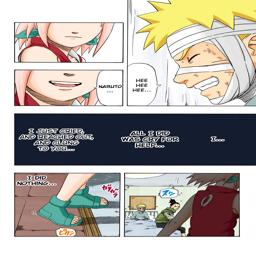 HEE
HEE
HEE...
NARUTO
...
I...
ALL I DID
WAS CRY FOR
HELP...
I JUST CRIED,
AND REACHED OUT,
AND CLUNG
TO YOU...
I DID
NOTHING...